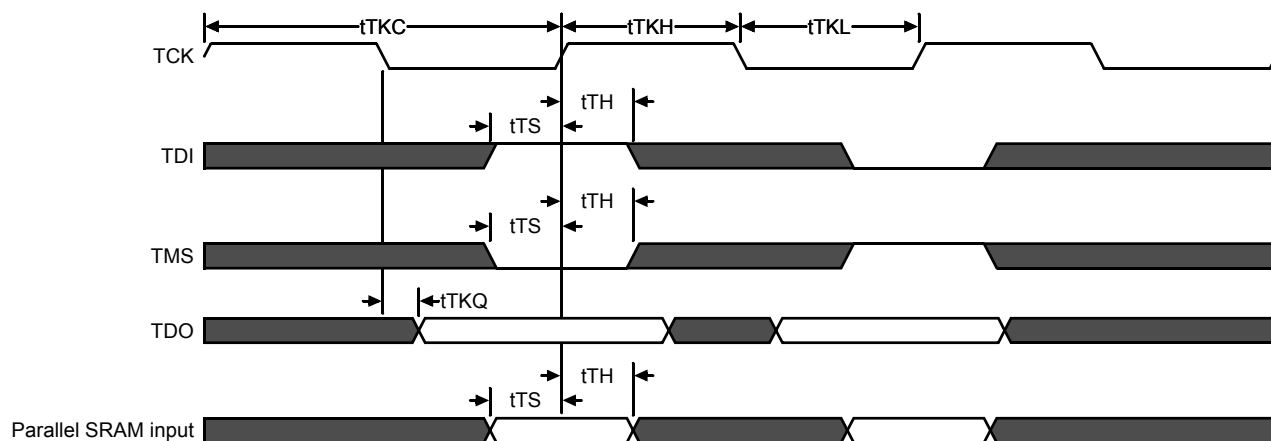 tTKC
tTKH
tTKL
TCK
tTH
tTS
TDI
tTH
tTS
TMS
tTKQ
TDO
tTH
tTS
Parallel SRAM input